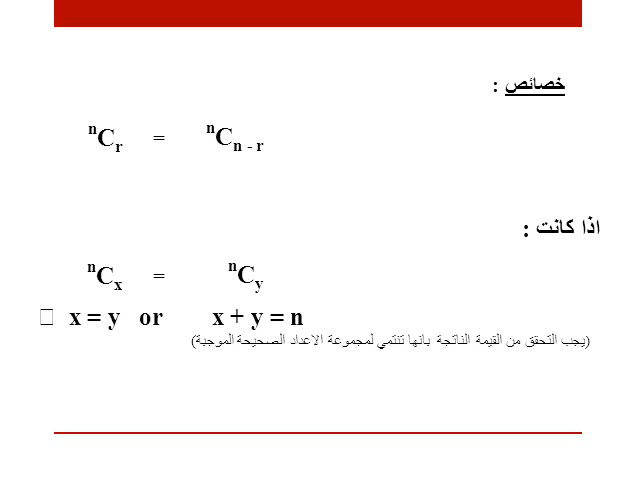 خصائص :
ⁿCᵣ = ⁿCₙ ₋ ᵣ
اذا كانت :
ⁿCₓ = ⁿCy
□ x = y or x + y = n
(يجب التحقق من القيمة الناتجة بانها تنتمي لمجموعة الاعداد الصحيحة الموجبة)